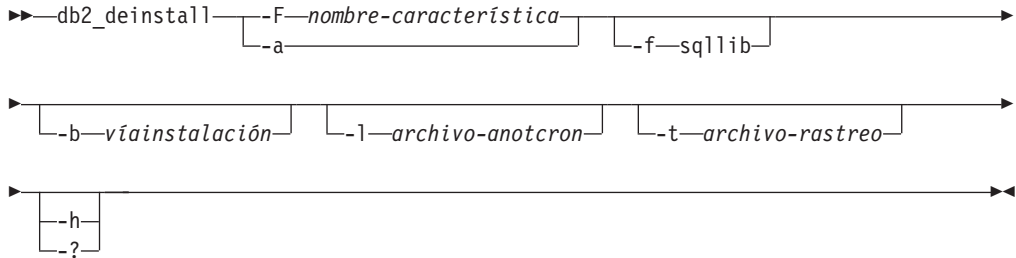 db2_deinstall -F nombre-característica
-a -f sqllib
-b víainstalación -l archivo-anotcron -t archivo-rastreo
-h
-?